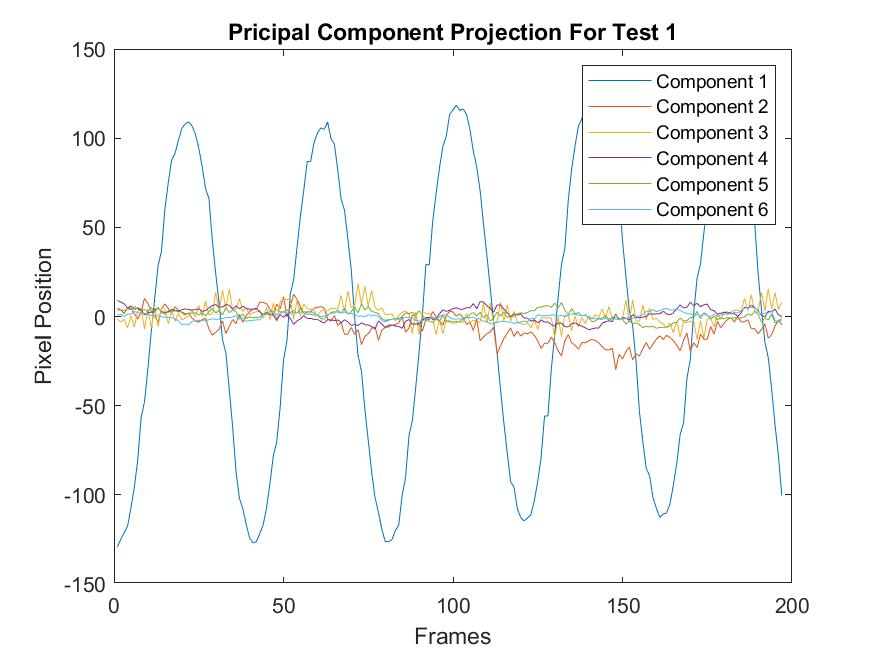 Pricipal Component Projection For Test 1
150
100
50
0
-50
-100
-150
Pixel Position
Component 1
Component 2
Component 3
Component 4
Component 5
Component 6
0
50
100
150
200
Frames